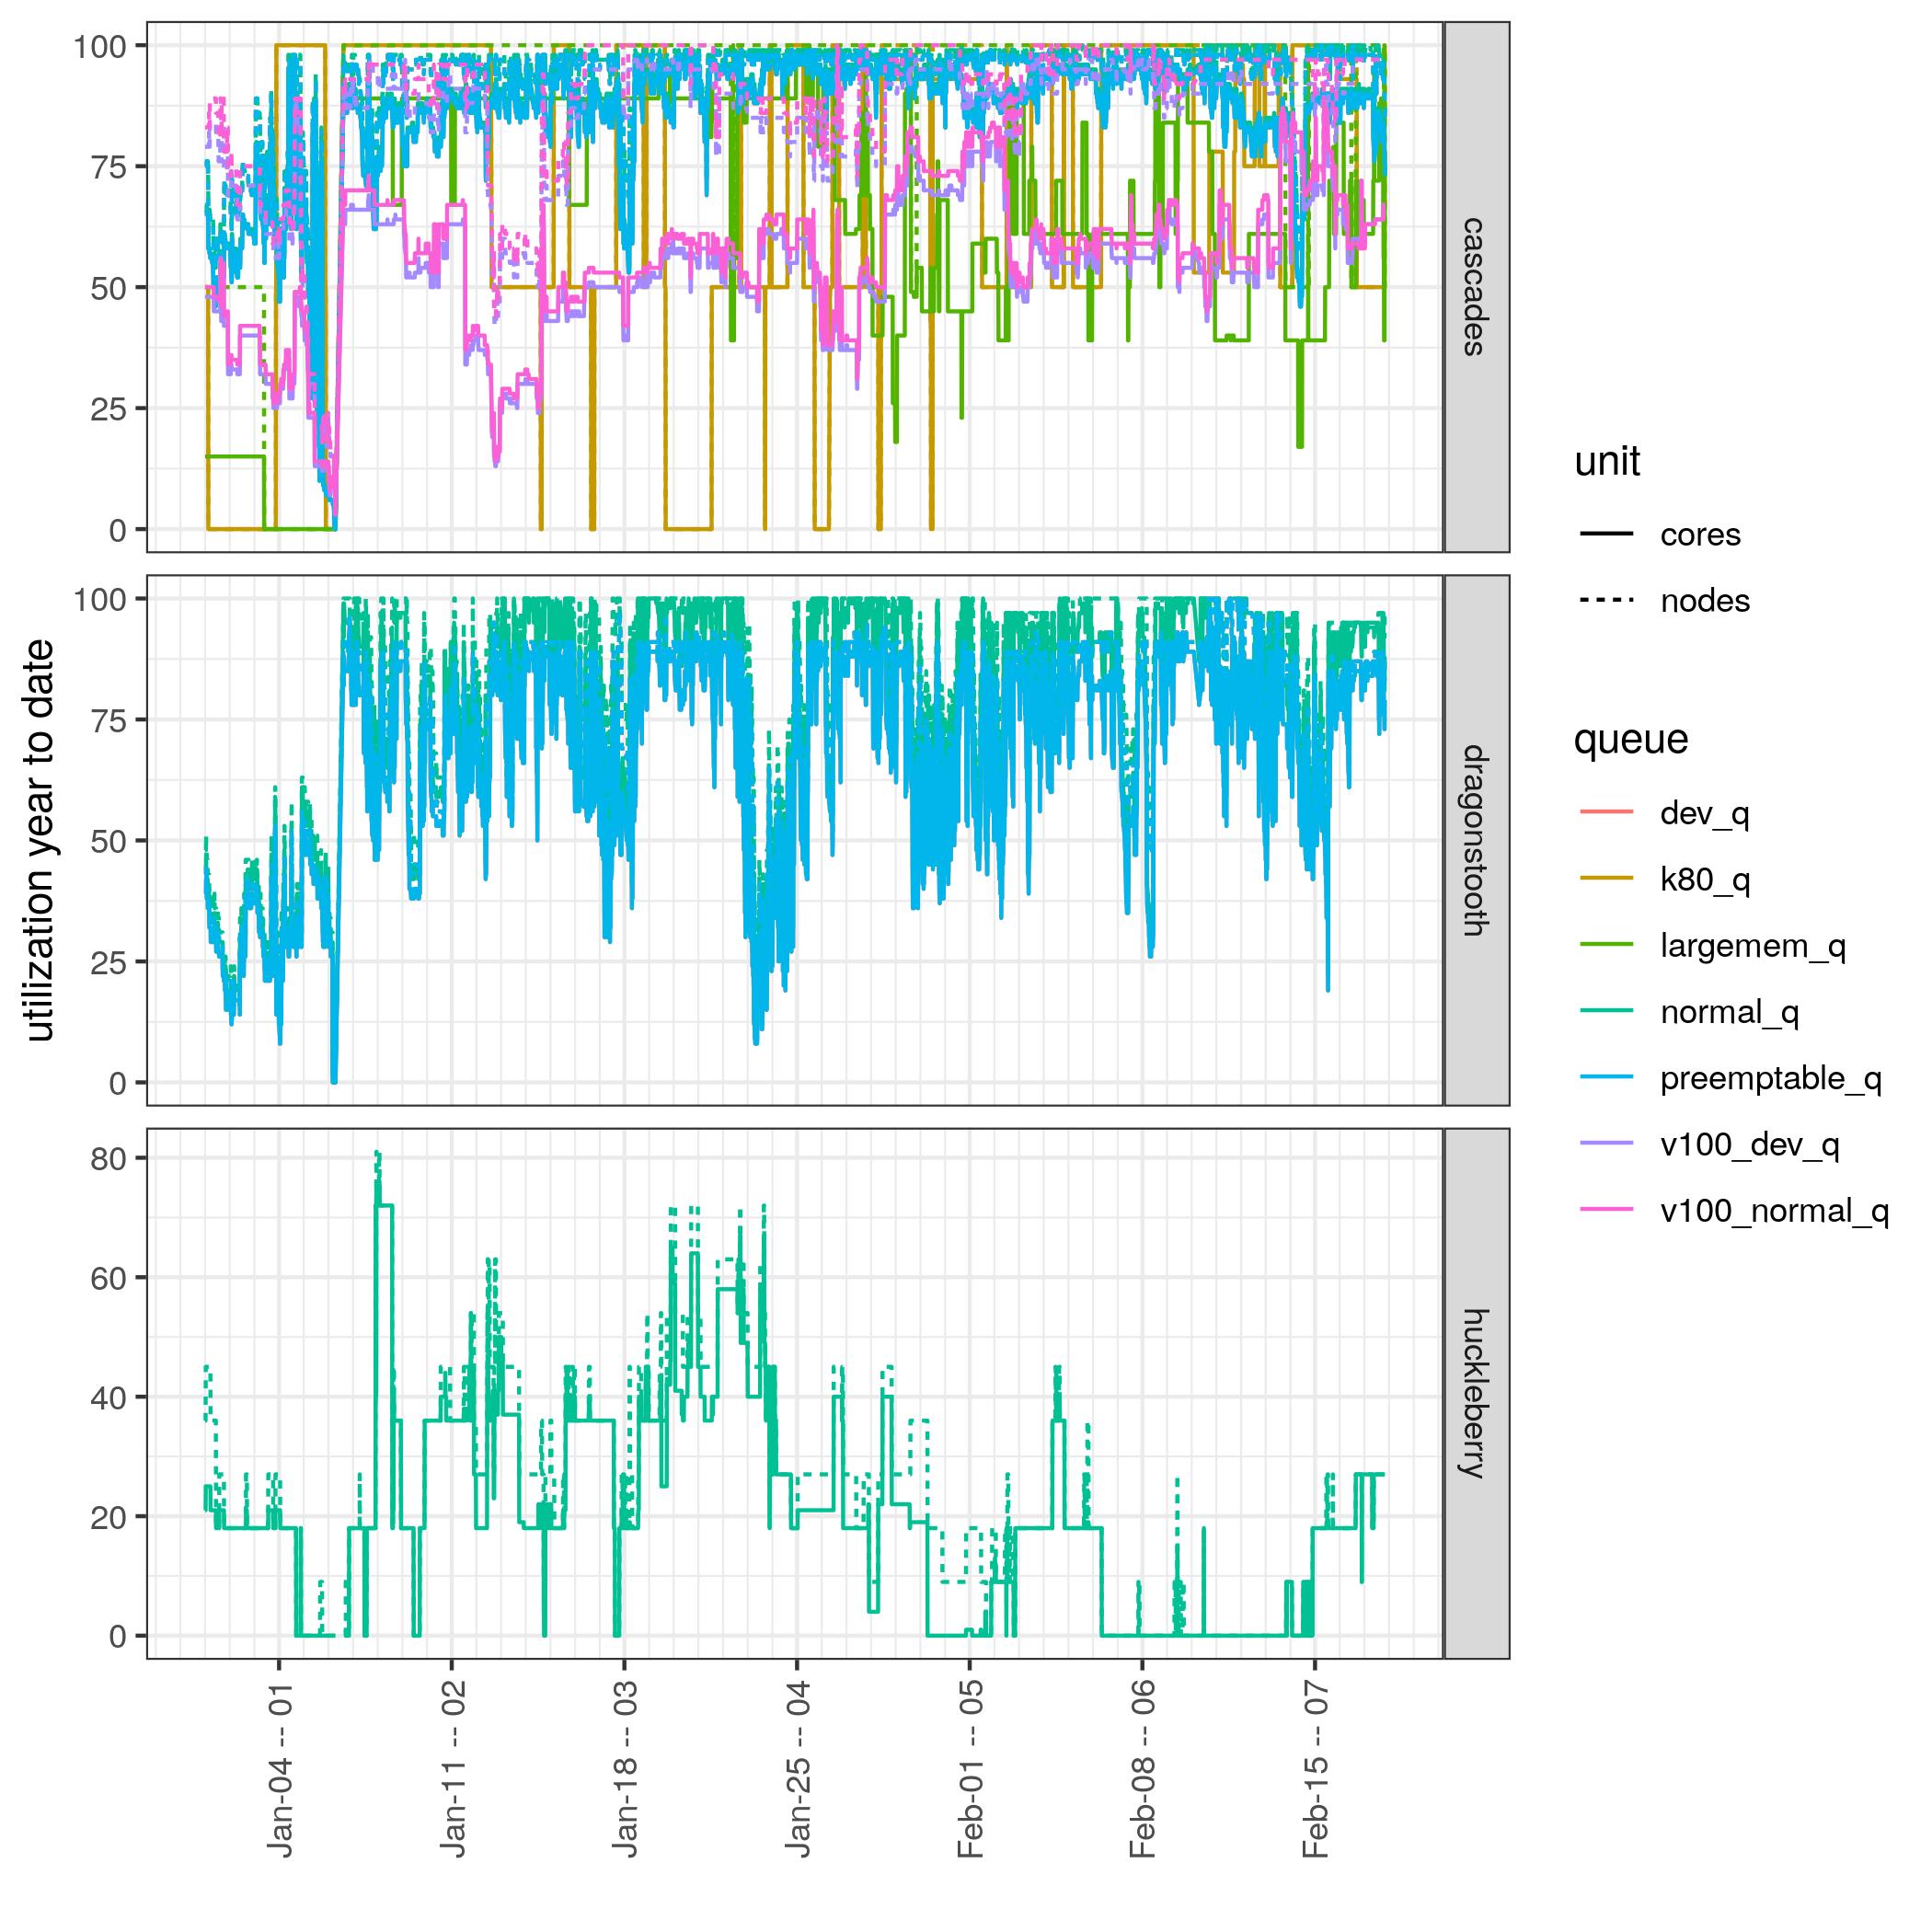 utilization year to date
100
75
50
25
0
cascades
100
75
50
25
0
dragonstooth
80
60
40
20
0
huckleberry
Jan-04 -- 01
Jan-11 -- 02
Jan-18 -- 03
Jan-25 -- 04
Feb-01 -- 05
Feb-08 -- 06
Feb-15 -- 07
unit
cores
nodes
queue
dev_q
k80_q
largemem_q
normal_q
preemptable_q
v100_dev_q
v100_normal_q